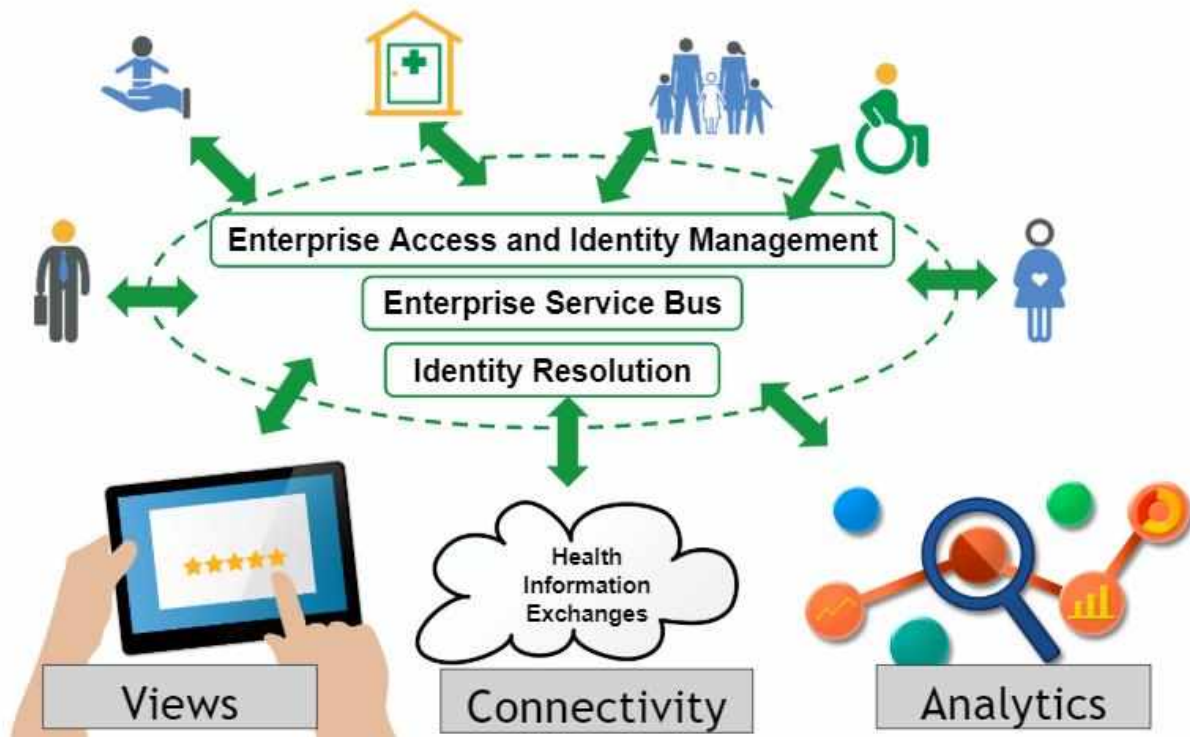 Enterprise Access and Identity Management
Enterprise Service Bus
Identity Resolution
Health
Information
Exchanges
Views
Connectivity
Analytics